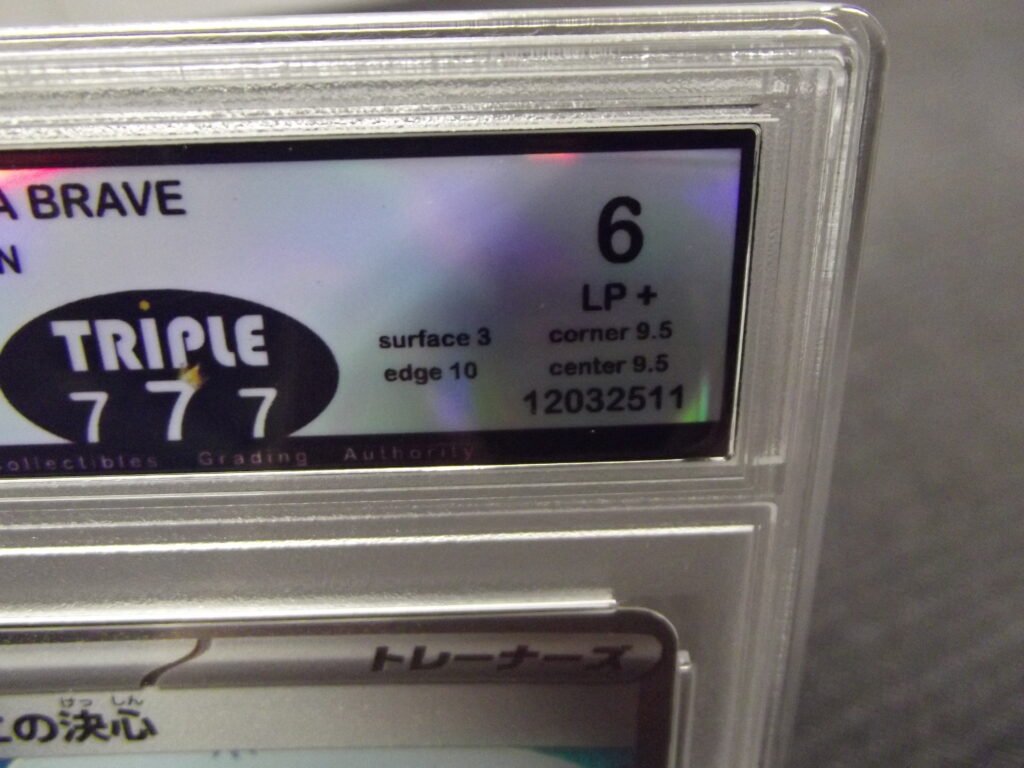 A BRAVE
N
6
LP +
TRIPLE
777
surface 3
corner 9.5
edge 10
center 9.5
12032511
ollectibles Grading Authority
トレーナーズ
けっしん
の決心